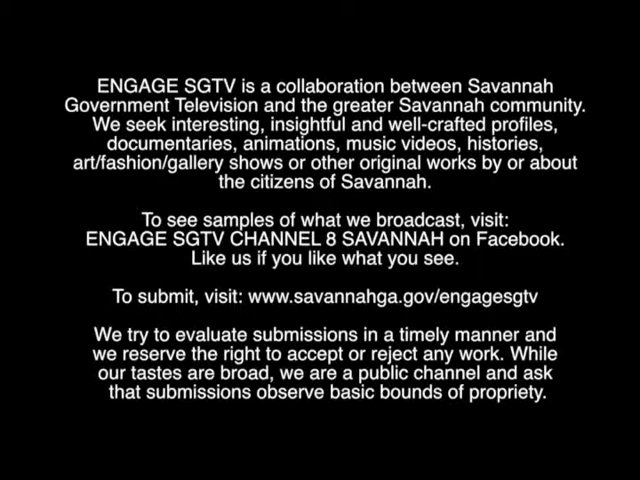 ENGAGE SGTV is a collaboration between Savannah
Government Television and the greater Savannah community.
We seek interesting, insightful and well-crafted profiles,
documentaries, animations, music videos, histories,
art/fashion/gallery shows or other original works by or about
the citizens of Savannah.
To see samples of what we broadcast, visit:
ENGAGE SGTV CHANNEL 8 SAVANNAH on Facebook.
Like us if you like what you see.
To submit, visit: www.savannahga.gov/engagesgtv
We try to evaluate submissions in a timely manner and
we reserve the right to accept or reject any work. While
our tastes are broad, we are a public channel and ask
that submissions observe basic bounds of propriety.